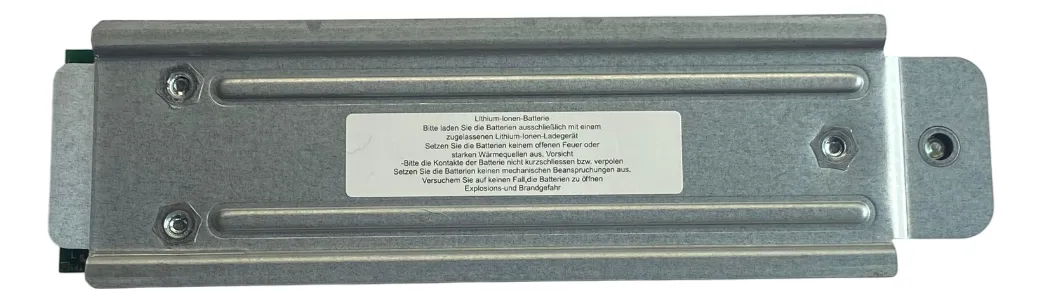 Lithium-Ionen-Batterie
Bitte laden Sie die Batterien ausschließlich mit einem
zugelassenen Lithium-Ionen-Ladegerät
Setzen Sie die Batterien keinem offenen Feuer oder
starken Wärmequellen aus, Vorsicht
-Bitte die Kontakte der Batterie nicht kurzschliessen bzw. verpolen
Setzen Sie die Batterien keinen mechanischen Beanspruchungen aus.
Versuchem Sie auf keinen Fall,die Batterien zu öffnen
Explosions-und Brandgefahr